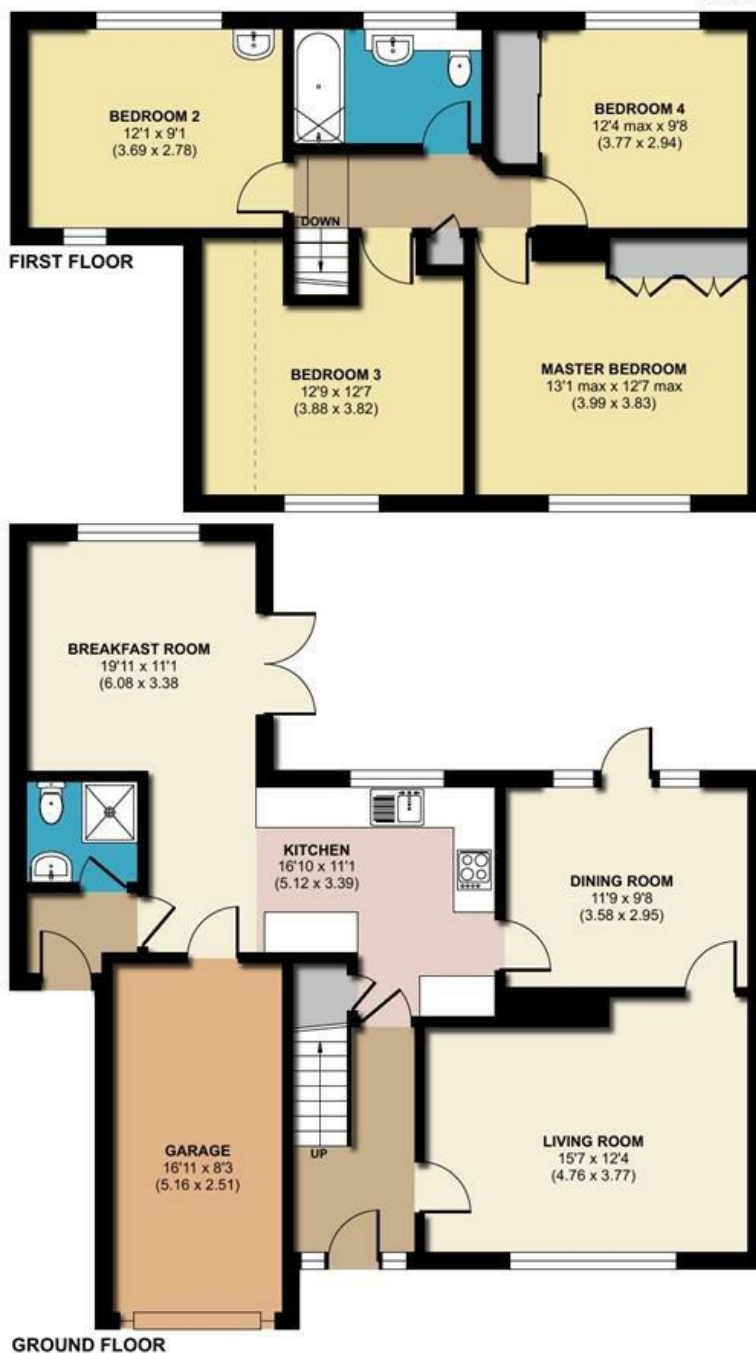 BEDROOM 2
12'1 x 9'1
(3.69 x 2.78)
BEDROOM 4
12'4 max x 9'8
(3.77 x 2.94)
DOWN
FIRST FLOOR
BEDROOM 3
12'9 x 12'7
(3.88 x 3.82)
MASTER BEDROOM
13'1 max x 12'7 max
(3.99 x 3.83)
BREAKFAST ROOM
19'11 x 11'1
(6.08 x 3.38
KITCHEN
16'10 x 11'1
(5.12 x 3.39)
DINING ROOM
11'9 x 9'8
(3.58 x 2.95)
GARAGE
16'11 x 8'3
(5.16 x 2.51)
UP
LIVING ROOM
15'7 x 12'4
(4.76 x 3.77)
GROUND FLOOR